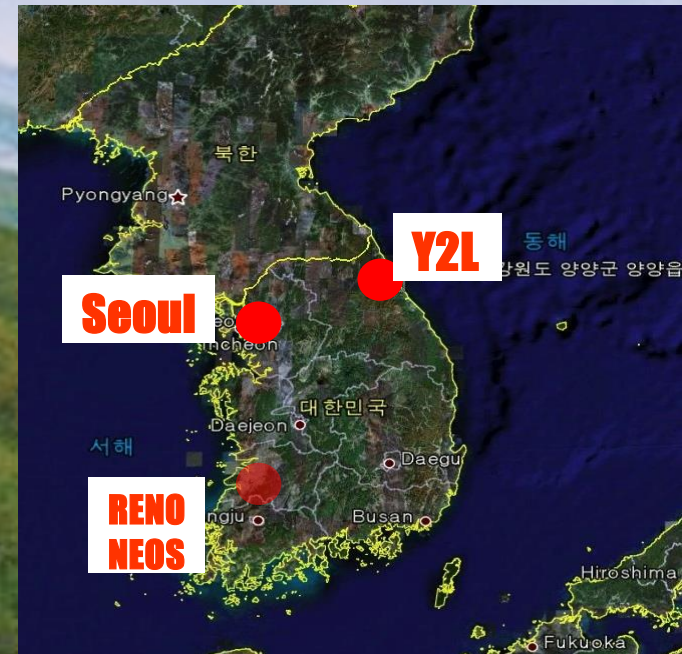 북한
Pyongyang
Y2L
동해
강원도 양양군 양양읍
Seoul
eo
Incheon
대한민국
Daejeon
서해
Daegu
RENO
NEOS
ngju
Busan
Hiroshima
Fukuoka